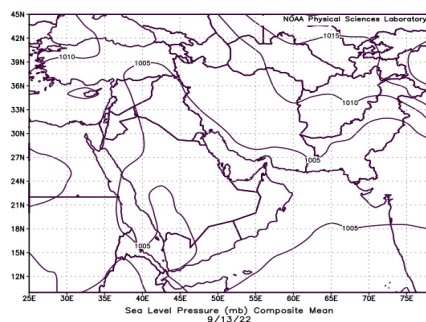 NOAA Physical Sciences Laboratory
45N
42N
39N
36N
33N
30N
27N
24N
21N
18N
15N
12N
1015
1010
1005
1010
1005
1005
1005
1005
25E 30E 35E 40E 45E 50E 55E 60E 65E 70E 75E
Sea Level Pressure (mb) Composite Mean
9/13/22